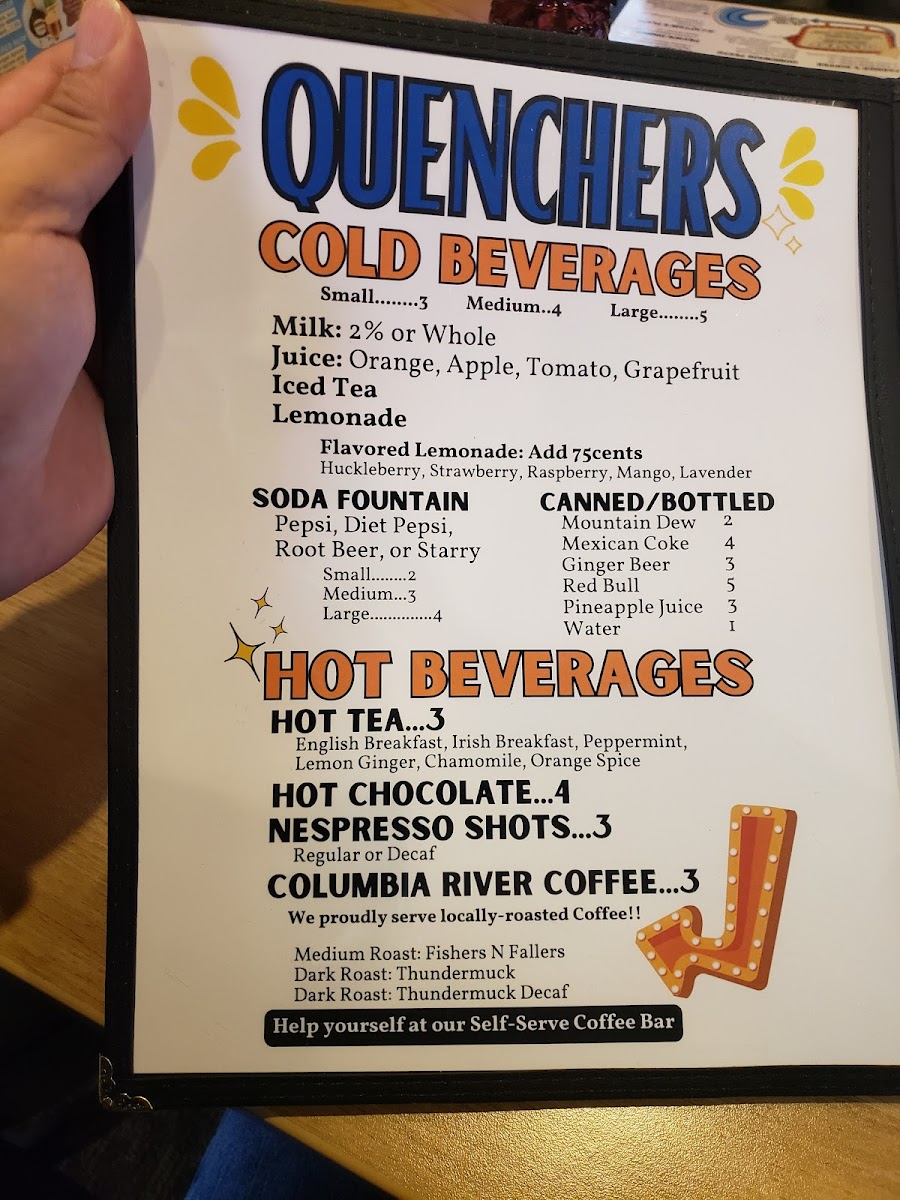 QUENCHERS
COLD BEVERAGES
Small........3 Medium..4 Large........5
Milk: 2% or Whole
Juice: Orange, Apple, Tomato, Grapefruit
Iced Tea
Lemonade
Flavored Lemonade: Add 75cents
Huckleberry, Strawberry, Raspberry, Mango, Lavender
SODA FOUNTAIN
Pepsi, Diet Pepsi,
Root Beer, or Starry
Small........2
Medium...3
Large..............4
CANNED/BOTTLED
Mountain Dew 2
Mexican Coke 4
Ginger Beer 3
Red Bull 5
Pineapple Juice 3
Water 1
HOT BEVERAGES
HOT TEA...3
English Breakfast, Irish Breakfast, Peppermint,
Lemon Ginger, Chamomile, Orange Spice
HOT CHOCOLATE...4
NESPRESSO SHOTS...3
Regular or Decaf
COLUMBIA RIVER COFFEE...3
We proudly serve locally-roasted Coffee!!
Medium Roast: Fishers N Fallers
Dark Roast: Thundermuck
Dark Roast: Thundermuck Decaf
Help yourself at our Self-Serve Coffee Bar